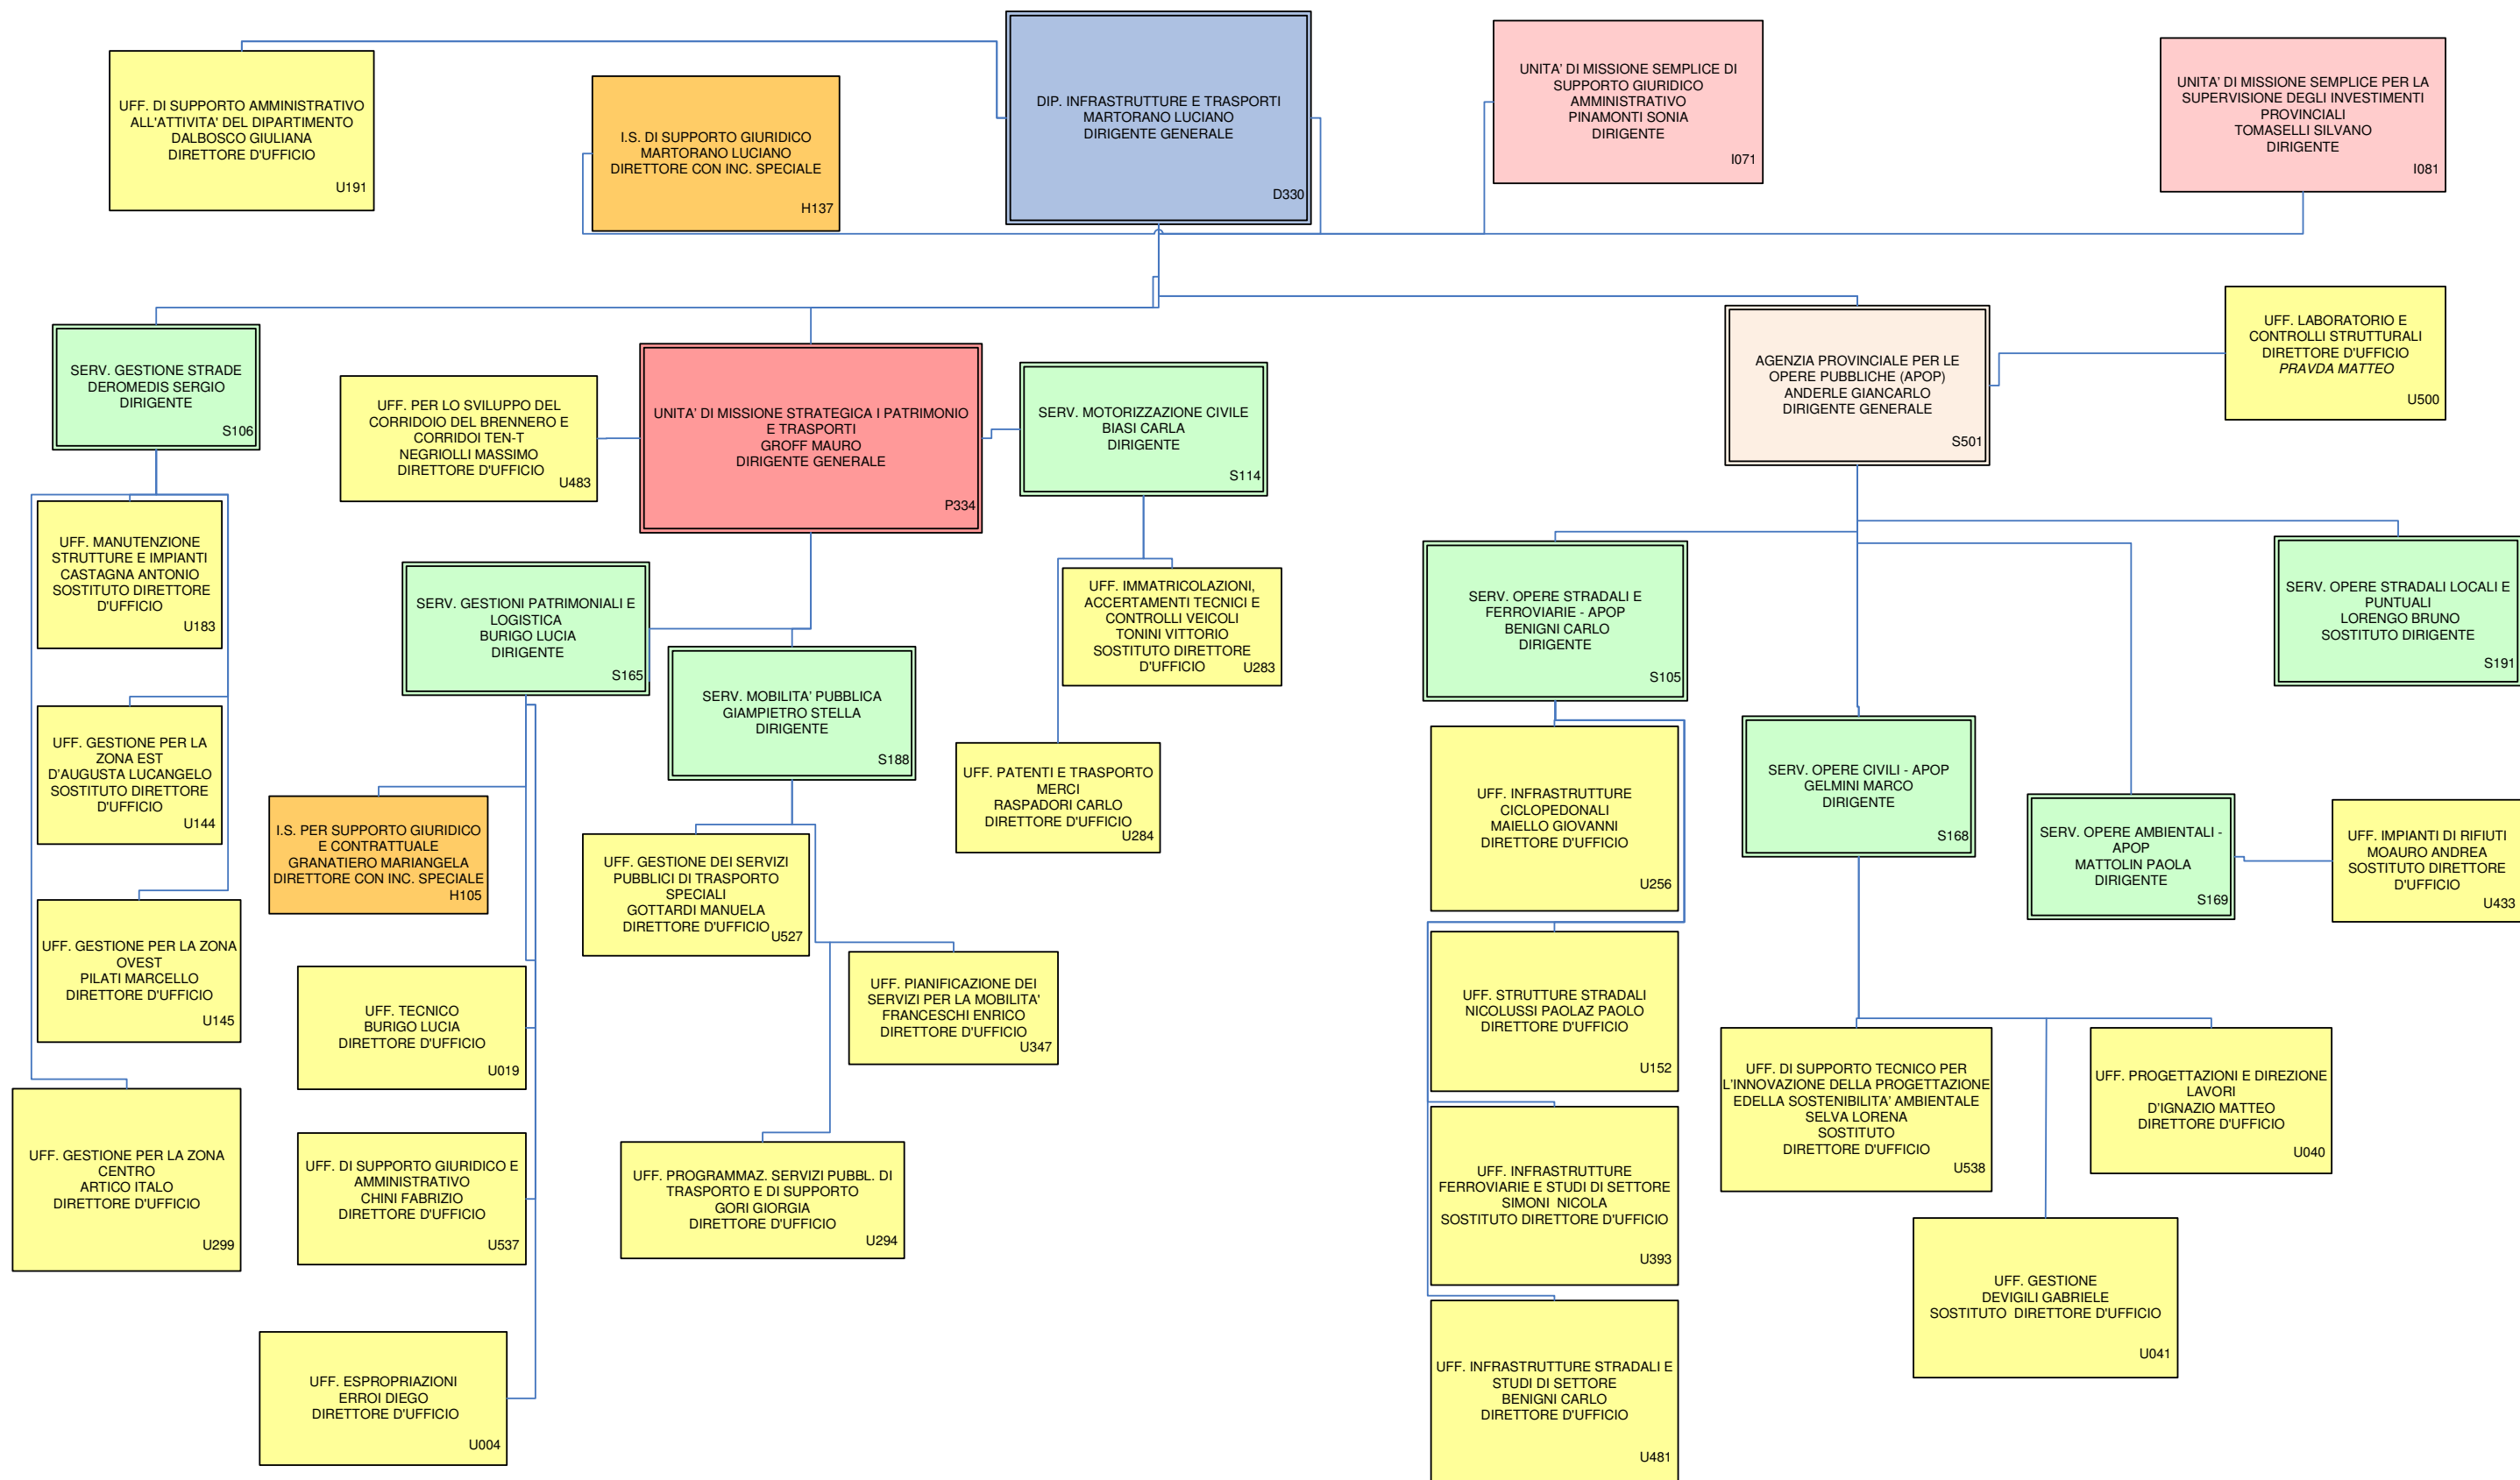 UFF. DI SUPPORTO AMMINISTRATIVO
ALL'ATTIVITA' DEL DIPARTIMENTO
DALBOSCO GIULIANA
DIRETTORE D'UFFICIO
U191
I.S. DI SUPPORTO GIURIDICO
MARTORANO LUCIANO
DIRETTORE CON INC. SPECIALE
H137
DIP. INFRASTRUTTURE E TRASPORTI
MARTORANO LUCIANO
DIRIGENTE GENERALE
D330
UNITA' DI MISSIONE SEMPLICE DI
SUPPORTO GIURIDICO
AMMINISTRATIVO
PINAMONTI SONIA
DIRIGENTE
I071
UNITA' DI MISSIONE SEMPLICE PER LA
SUPERVISIONE DEGLI INVESTIMENTI
PROVINCIALI
TOMASELLI SILVANO
DIRIGENTE
I081
SERV. GESTIONE STRADE
DEROMEDIS SERGIO
DIRIGENTE
S106
UFF. PER LO SVILUPPO DEL
CORRIDOIO DEL BRENNERO E
CORRIDOI TEN-T
NEGRIOLLI MASSIMO
DIRETTORE D'UFFICIO
U483
UNITA' DI MISSIONE STRATEGICA I PATRIMONIO
E TRASPORTI
GROFF MAURO
DIRIGENTE GENERALE
P334
SERV. MOTORIZZAZIONE CIVILE
BIASI CARLA
DIRIGENTE
S114
AGENZIA PROVINCIALE PER LE
OPERE PUBBLICHE (APOP)
ANDERLE GIANCARLO
DIRIGENTE GENERALE
S501
UFF. LABORATORIO E
CONTROLLI STRUTTURALI
DIRETTORE D'UFFICIO
PRAVDA MATTEO
U500
UFF. MANUTENZIONE
STRUTTURE E IMPIANTI
CASTAGNA ANTONIO
SOSTITUTO DIRETTORE
D'UFFICIO
U183
SERV. GESTIONI PATRIMONIALI E
LOGISTICA
BURIGO LUCIA
DIRIGENTE
S165
SERV. MOBILITA' PUBBLICA
GIAMPIETRO STELLA
DIRIGENTE
S188
UFF. IMMATRICOLAZIONI,
ACCERTAMENTI TECNICI E
CONTROLLI VEICOLI
TONINI VITTORIO
SOSTITUTO DIRETTORE
D'UFFICIO
U283
SERV. OPERE STRADALI E
FERROVIARIE - APOP
BENIGNI CARLO
DIRIGENTE
S105
SERV. OPERE STRADALI LOCALI E
PUNTUALI
LORENGO BRUNO
SOSTITUTO DIRIGENTE
S191
UFF. GESTIONE PER LA
ZONA EST
D'AUGUSTA LUCANGELO
SOSTITUTO DIRETTORE
D'UFFICIO
U144
I.S. PER SUPPORTO GIURIDICO
E CONTRATTUALE
GRANATIERO MARIANGELA
DIRETTORE CON INC. SPECIALE
H105
UFF. GESTIONE DEI SERVIZI
PUBBLICI DI TRASPORTO
SPECIALI
GOTTARDI MANUELA
DIRETTORE D'UFFICIO
U527
UFF. PATENTI E TRASPORTO
MERCI
RASPADORI CARLO
DIRETTORE D'UFFICIO
U284
UFF. INFRASTRUTTURE
CICLOPEDONALI
MAIELLO GIOVANNI
DIRETTORE D'UFFICIO
U256
SERV. OPERE CIVILI - APOP
GELMINI MARCO
DIRIGENTE
S168
SERV. OPERE AMBIENTALI -
APOP
MATTOLIN PAOLA
DIRIGENTE
S169
UFF. IMPIANTI DI RIFIUTI
MOAURO ANDREA
SOSTITUTO DIRETTORE
D'UFFICIO
U433
UFF. GESTIONE PER LA ZONA
OVEST
PILATI MARCELLO
DIRETTORE D'UFFICIO
U145
UFF. TECNICO
BURIGO LUCIA
DIRETTORE D'UFFICIO
U019
UFF. PIANIFICAZIONE DEI
SERVIZI PER LA MOBILITA'
FRANCESCHI ENRICO
DIRETTORE D'UFFICIO
U347
UFF. STRUTTURE STRADALI
NICOLUSSI PAOLAZ PAOLO
DIRETTORE D'UFFICIO
U152
UFF. DI SUPPORTO TECNICO PER
L'INNOVAZIONE DELLA PROGETTAZIONE
EDELLA SOSTENIBILITA' AMBIENTALE
SELVA LORENA
SOSTITUTO
DIRETTORE D'UFFICIO
U538
UFF. PROGETTAZIONI E DIREZIONE
LAVORI
D'IGNAZIO MATTEO
DIRETTORE D'UFFICIO
U040
UFF. GESTIONE PER LA ZONA
CENTRO
ARTICO ITALO
DIRETTORE D'UFFICIO
U299
UFF. DI SUPPORTO GIURIDICO E
AMMINISTRATIVO
CHINI FABRIZIO
DIRETTORE D'UFFICIO
U537
UFF. PROGRAMMAZ. SERVIZI PUBBL. DI
TRASPORTO E DI SUPPORTO
GORI GIORGIA
DIRETTORE D'UFFICIO
U294
UFF. INFRASTRUTTURE
FERROVIARIE E STUDI DI SETTORE
SIMONI  NICOLA
SOSTITUTO DIRETTORE D'UFFICIO
U393
UFF. GESTIONE
DEVIGILI GABRIELE
SOSTITUTO  DIRETTORE D'UFFICIO
U041
UFF. ESPROPRIAZIONI
ERROI DIEGO
DIRETTORE D'UFFICIO
U004
UFF. INFRASTRUTTURE STRADALI E
STUDI DI SETTORE
BENIGNI CARLO
DIRETTORE D'UFFICIO
U481